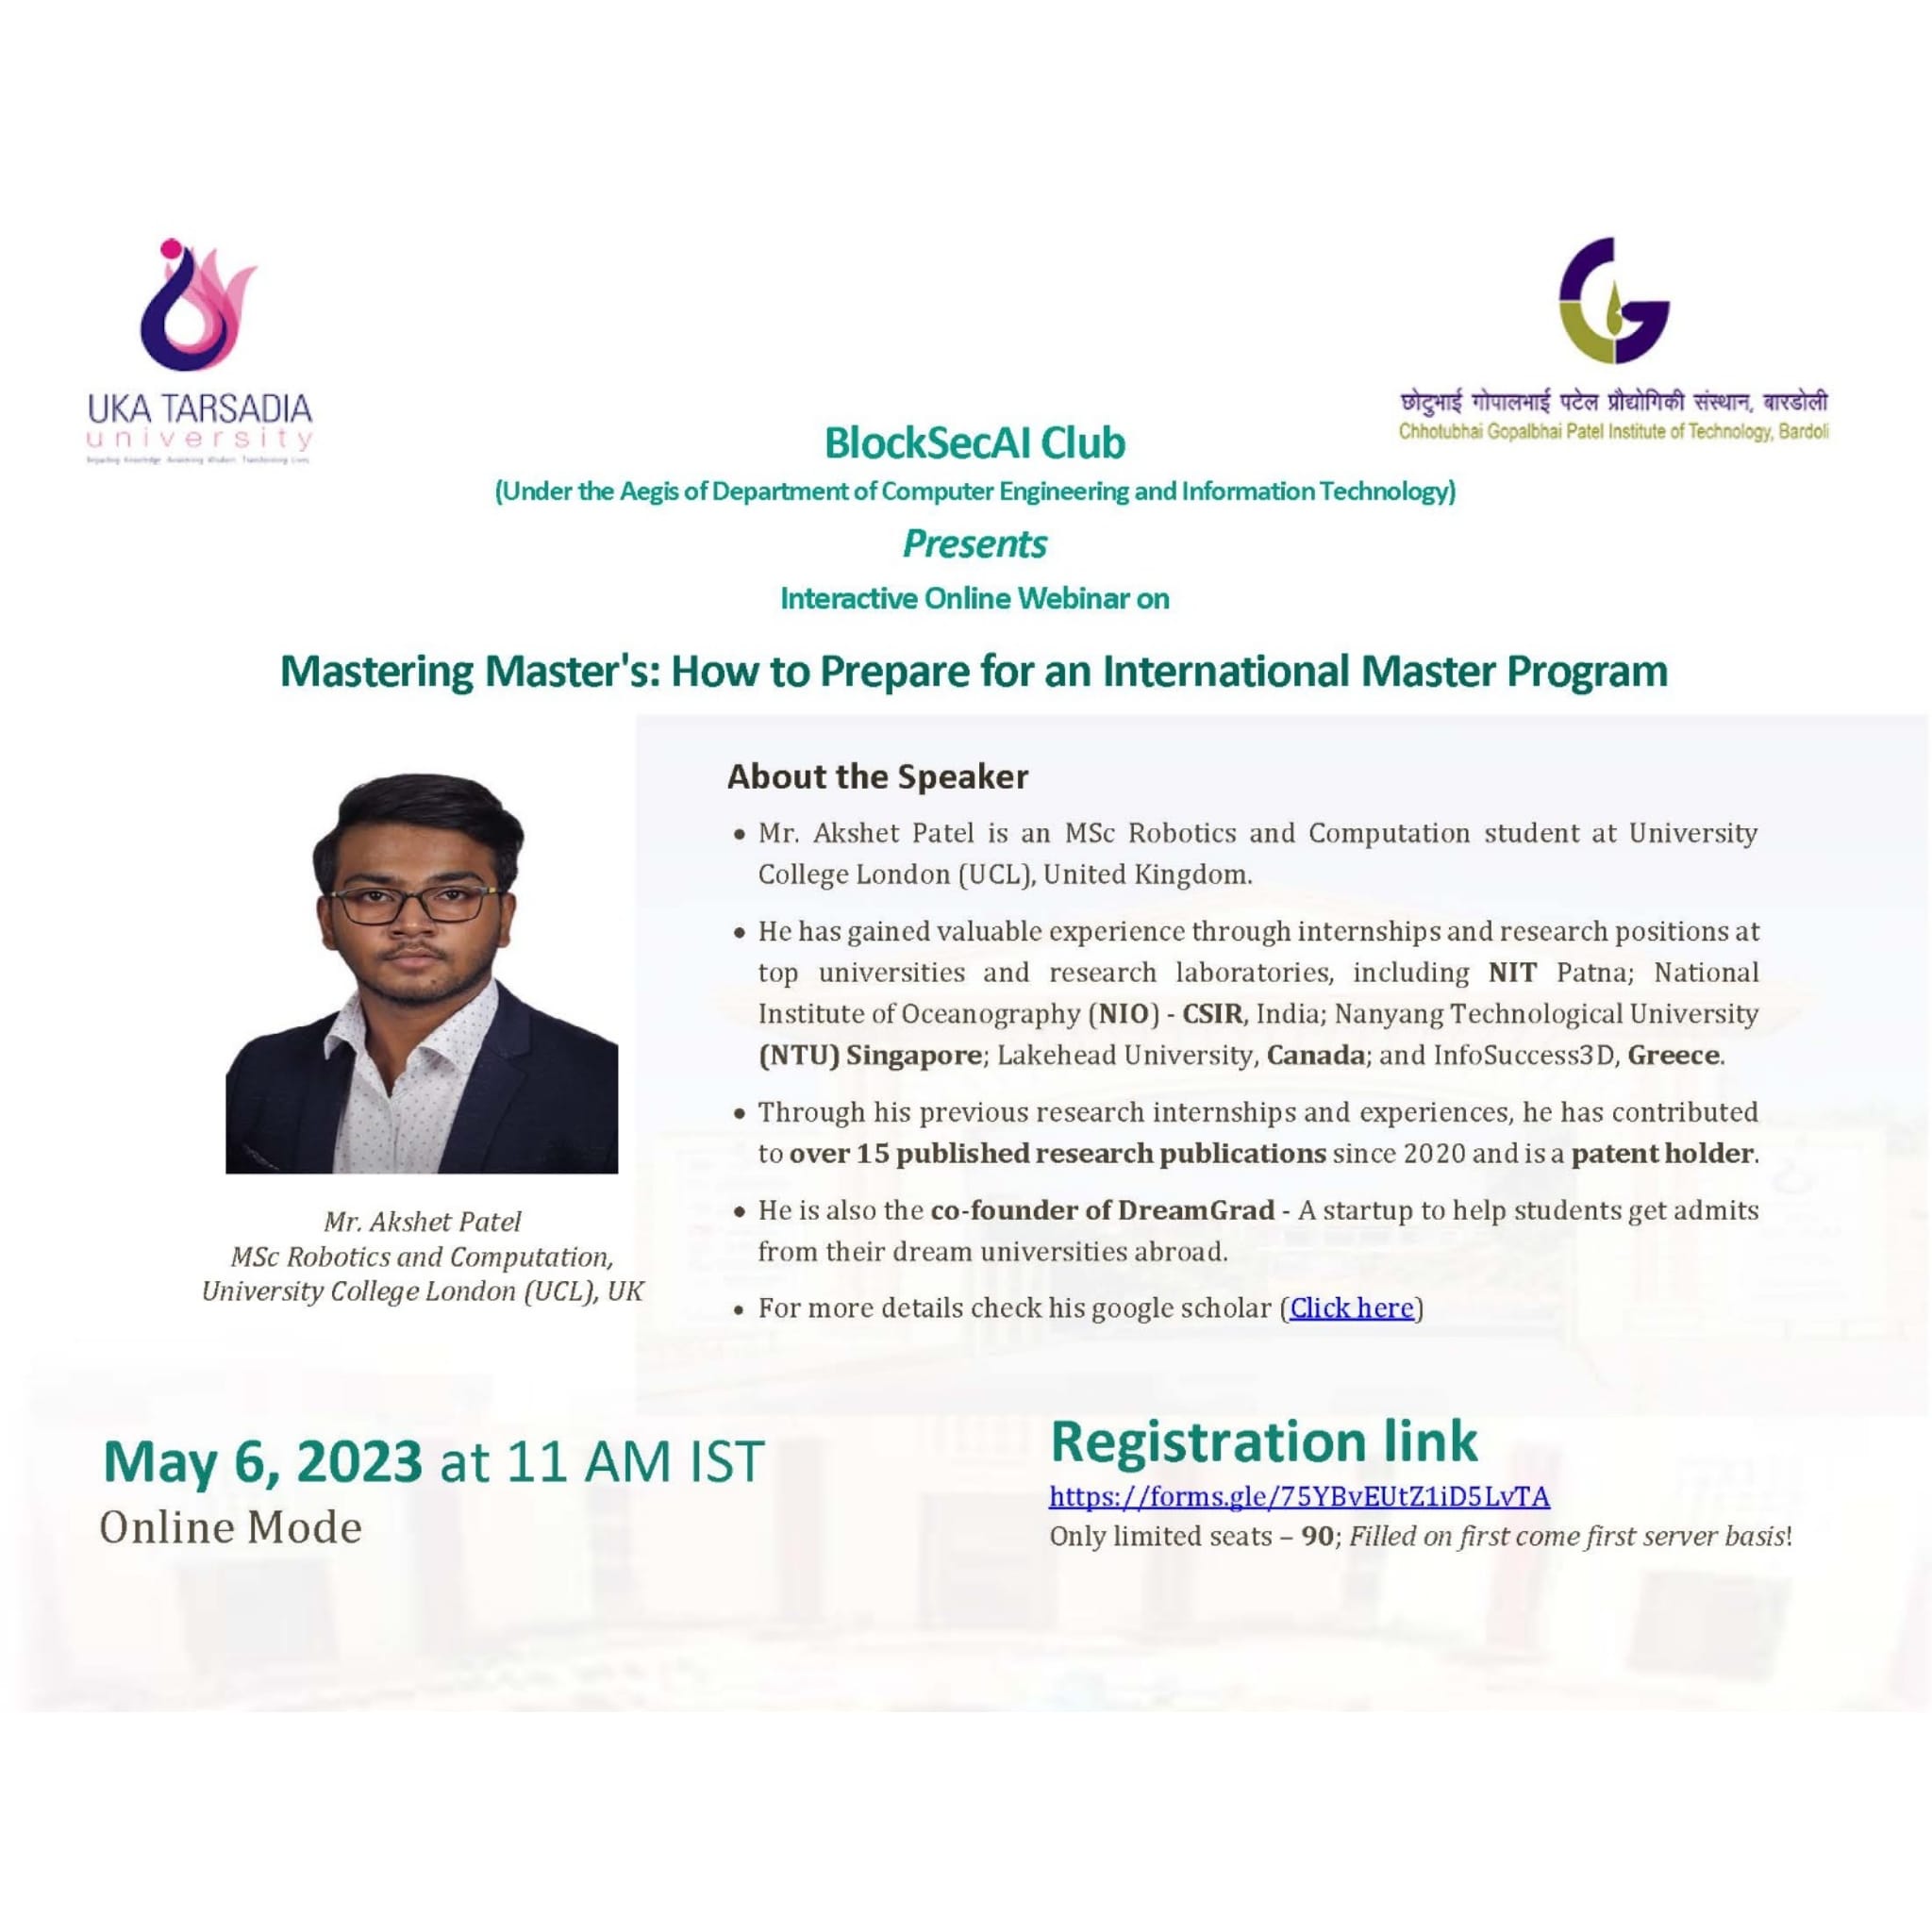 UKA TARSADIA
university
छोटुभाई गोपालभाई पटेल प्रौद्योगिकी संस्थान, बारडोली
Chhotubhai Gopalbhai Patel Institute of Technology, Bardoli
BlockSecAI Club
(Under the Aegis of Department of Computer Engineering and Information Technology)
Presents
Interactive Online Webinar on
Mastering Master's: How to Prepare for an International Master Program
Mr. Akshet Patel
MSc Robotics and Computation,
University College London (UCL), UK
About the Speaker
• Mr. Akshet Patel is an MSc Robotics and Computation student at University
College London (UCL), United Kingdom.
• He has gained valuable experience through internships and research positions at
top universities and research laboratories, including NIT Patna; National
Institute of Oceanography (NIO) - CSIR, India; Nanyang Technological University
(NTU) Singapore; Lakehead University, Canada; and InfoSuccess3D, Greece.
• Through his previous research internships and experiences, he has contributed
to over 15 published research publications since 2020 and is a patent holder.
• He is also the co-founder of DreamGrad - A startup to help students get admits
from their dream universities abroad.
• For more details check his google scholar (Click here)
May 6, 2023 at 11 AM IST
Online Mode
Registration link
https://forms.gle/75YBvEUtZ1iD5LvTA
Only limited seats – 90; Filled on first come first server basis!